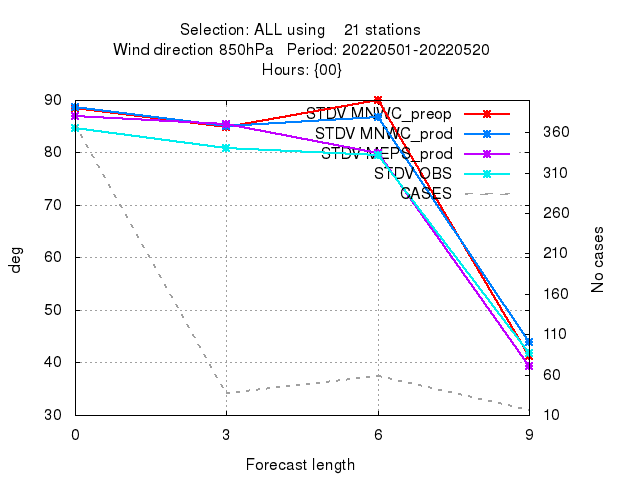 Selection: ALL using    21 stations
Wind direction 850hPa   Period: 20220501-20220520
Hours: {00}
STDV MNWC_preop
STDV MNWC_prod
STDV MEPS_prod
STDV OBS
CASES
90
80
70
60
50
40
30
deg
360
310
260
210
160
110
60
10
No cases
0 3 6 9
Forecast length